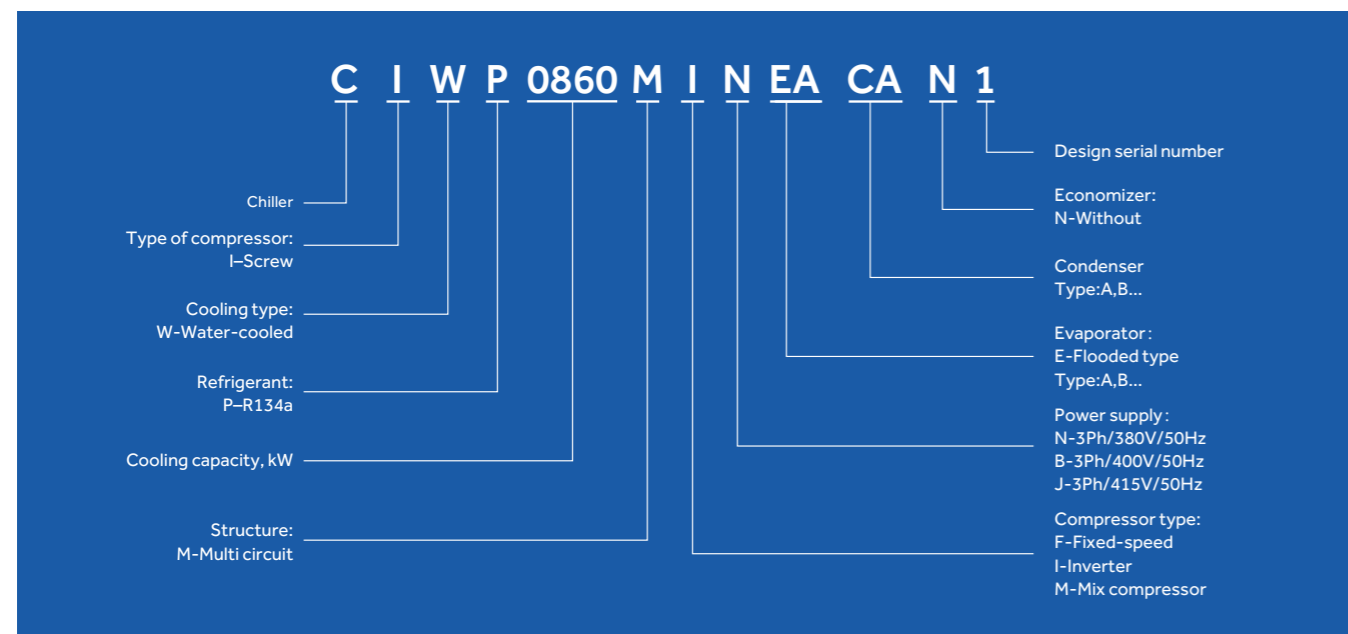 C I W P 0860 M I N EA CA N 1
Chiller
Type of compressor:
I–Screw
Cooling type:
W-Water-cooled
Refrigerant:
P–R134a
Cooling capacity, kW
Structure:
M-Multi circuit
Design serial number
Economizer:
N-Without
Condenser
Type:A,B...
Evaporator:
E-Flooded type
Type:A,B...
Power supply:
N-3Ph/380V/50Hz
B-3Ph/400V/50Hz
J-3Ph/415V/50Hz
Compressor type:
F-Fixed-speed
I-Inverter
M-Mix compressor